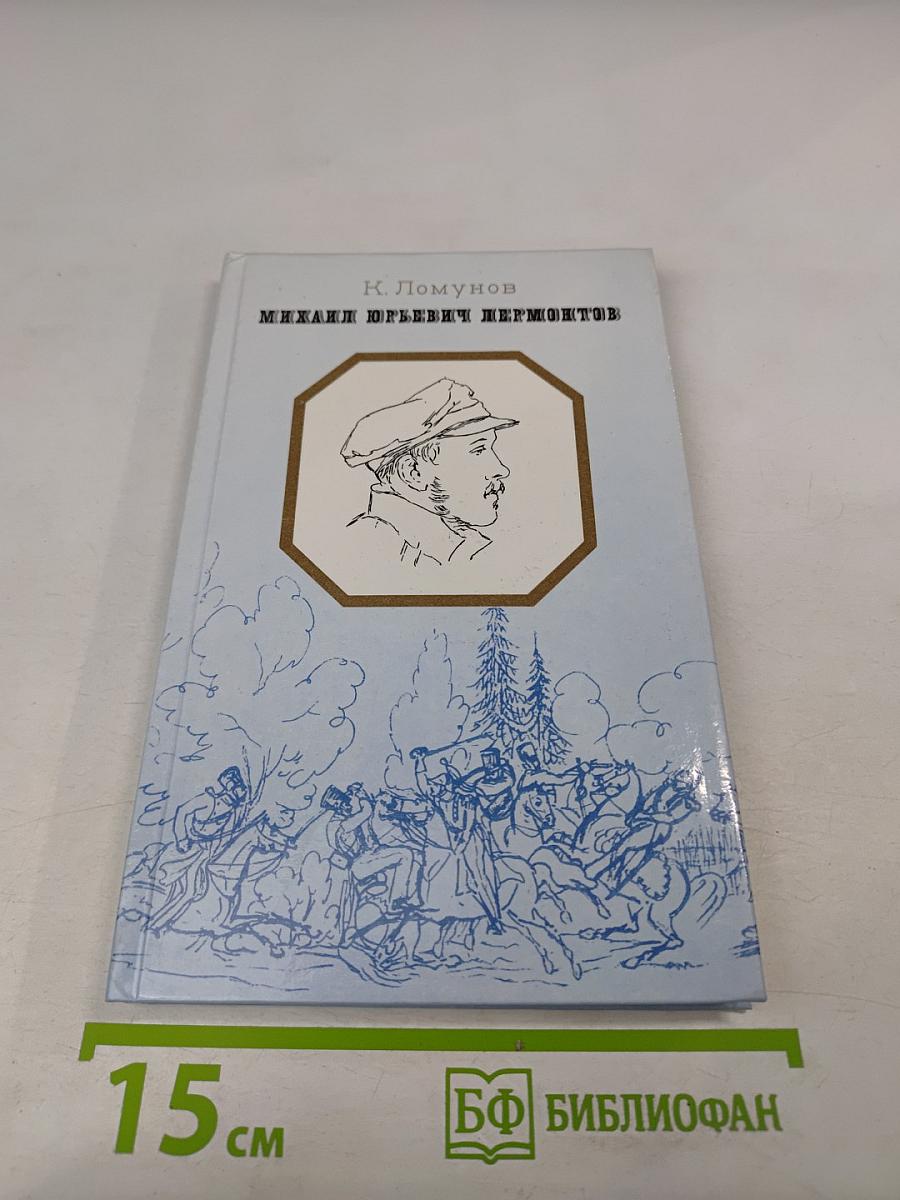 К. Ломунов
МИХАИЛ ЮРЬЕВИЧ ЛЕРМОНТОВ
15 см
БФ БИБЛИОФАН